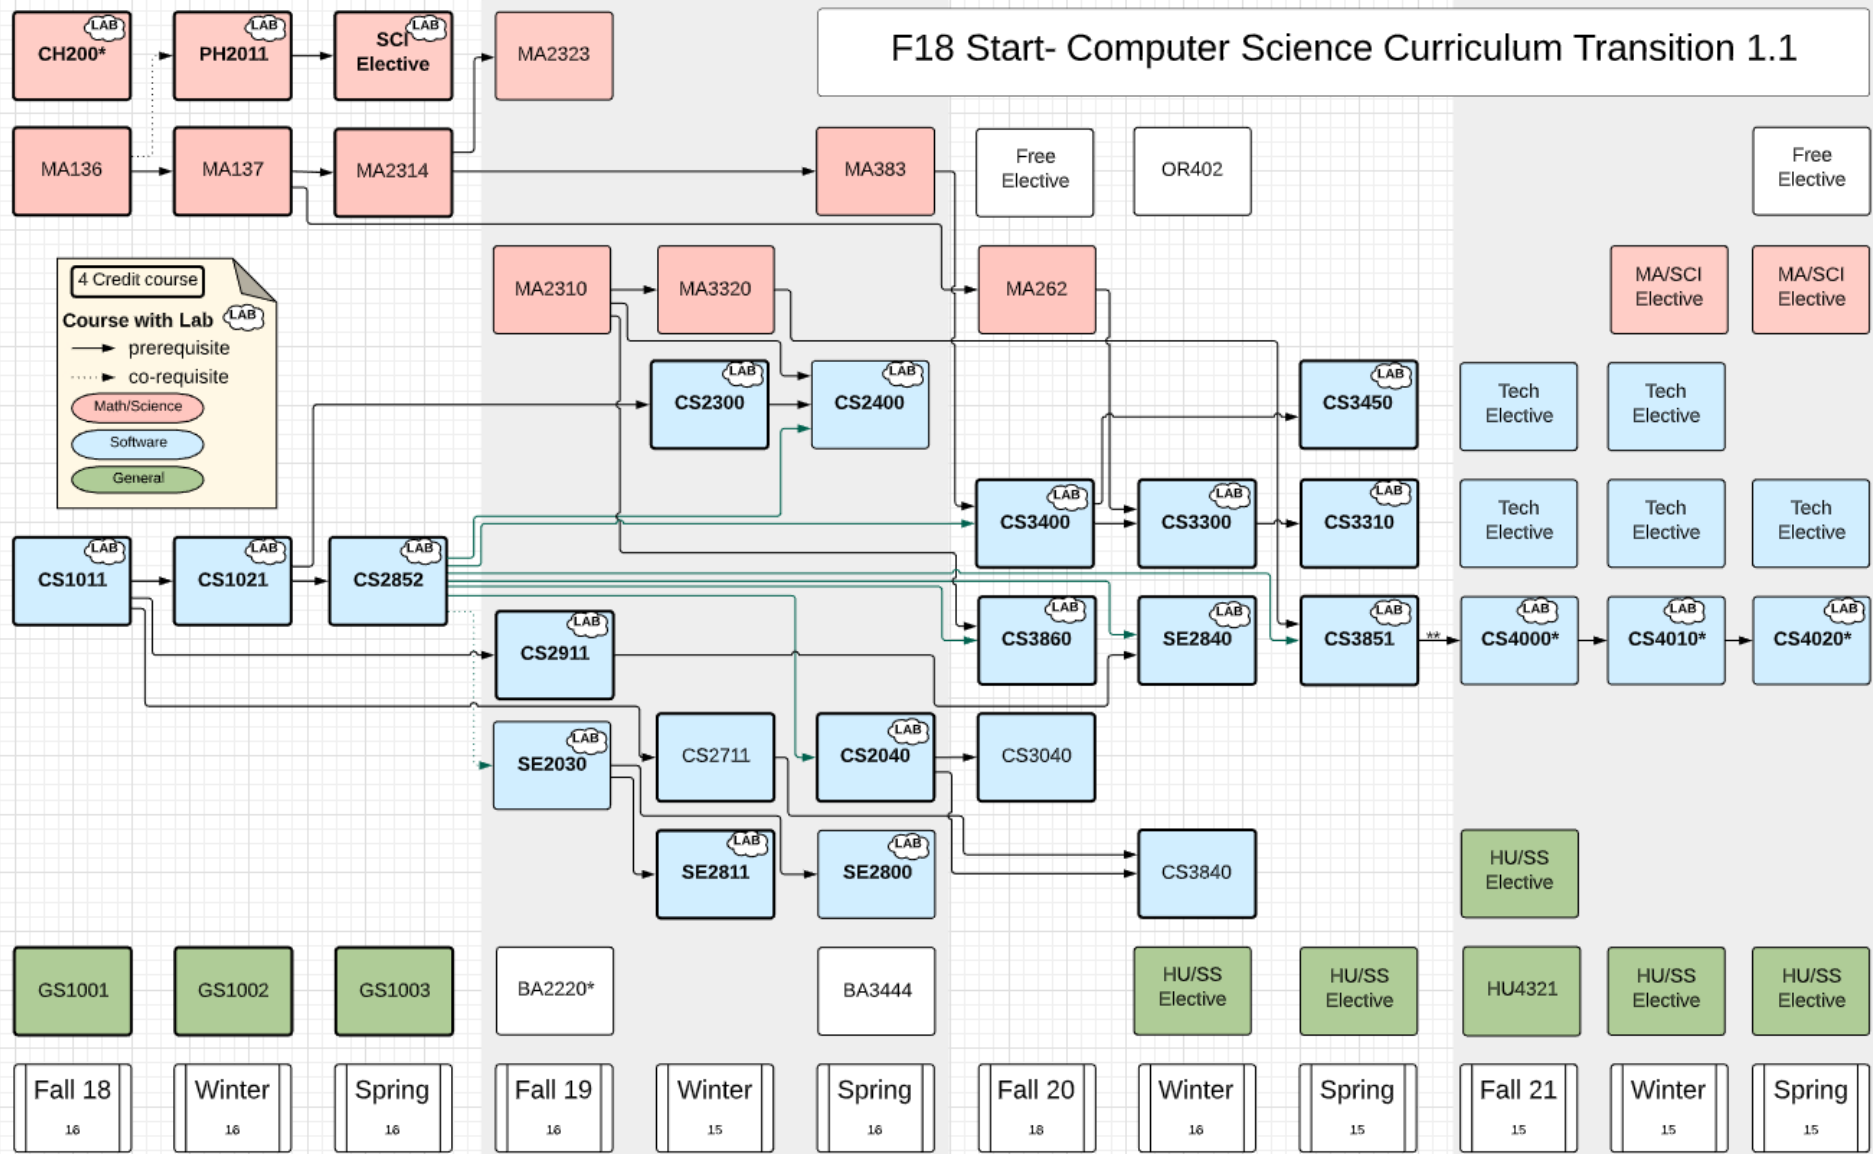 F18 Start- Computer Science Curriculum Transition 1.1
LAB
CH200*
LAB
PH2011
LAB
SCI
Elective
MA2323
MA136
MA137
MA2314
MA383
Free
Elective
OR402
Free
Elective
4 Credit course
Course with Lab
LAB
prerequisite
co-requisite
Math/Science
Software
General
MA2310
MA3320
MA262
MA/SCI
Elective
MA/SCI
Elective
LAB
CS2300
LAB
CS2400
LAB
CS3450
Tech
Elective
Tech
Elective
LAB
CS3400
LAB
CS3300
LAB
CS3310
Tech
Elective
Tech
Elective
Tech
Elective
LAB
CS1011
LAB
CS1021
LAB
CS2852
LAB
CS2911
LAB
CS3860
LAB
SE2840
LAB
CS3851
**
LAB
CS4000*
LAB
CS4010*
LAB
CS4020*
LAB
SE2030
CS2711
LAB
CS2040
CS3040
LAB
SE2811
LAB
SE2800
CS3840
HU/SS
Elective
GS1001
GS1002
GS1003
BA2220*
BA3444
HU/SS
Elective
HU/SS
Elective
HU4321
HU/SS
Elective
HU/SS
Elective
Fall 18
16
Winter
16
Spring
16
Fall 19
16
Winter
15
Spring
16
Fall 20
18
Winter
16
Spring
15
Fall 21
15
Winter
15
Spring
15